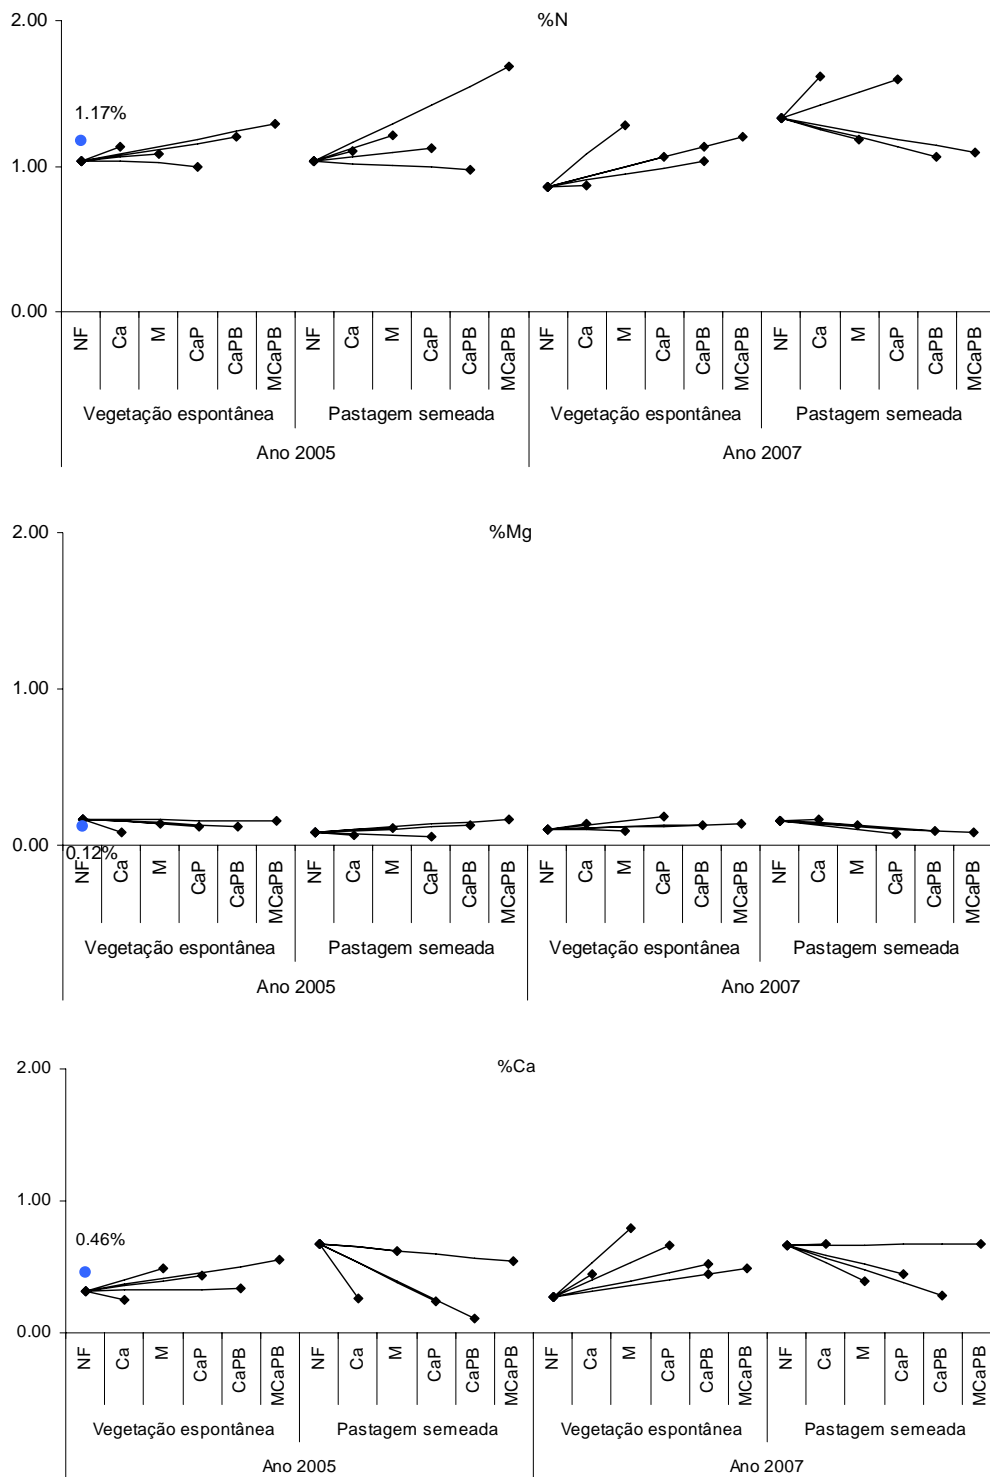 %N
2.00
1.17%
1.00
0.00
NF Ca M CaP CaPB MCaPB NF Ca M CaP CaPB MCaPB NF Ca M CaP CaPB MCaPB NF Ca M CaP CaPB MCaPB
Vegetação espontânea Pastagem semeada Vegetação espontânea Pastagem semeada
Ano 2005 Ano 2007
%Mg
2.00
1.00
0.00
0.12%
NF Ca M CaP CaPB MCaPB NF Ca M CaP CaPB MCaPB NF Ca M CaP CaPB MCaPB NF Ca M CaP CaPB MCaPB
Vegetação espontânea Pastagem semeada Vegetação espontânea Pastagem semeada
Ano 2005 Ano 2007
%Ca
2.00
1.00
0.46%
0.00
NF Ca M CaP CaPB MCaPB NF Ca M CaP CaPB MCaPB NF Ca M CaP CaPB MCaPB NF Ca M CaP CaPB MCaPB
Vegetação espontânea Pastagem semeada Vegetação espontânea Pastagem semeada
Ano 2005 Ano 2007